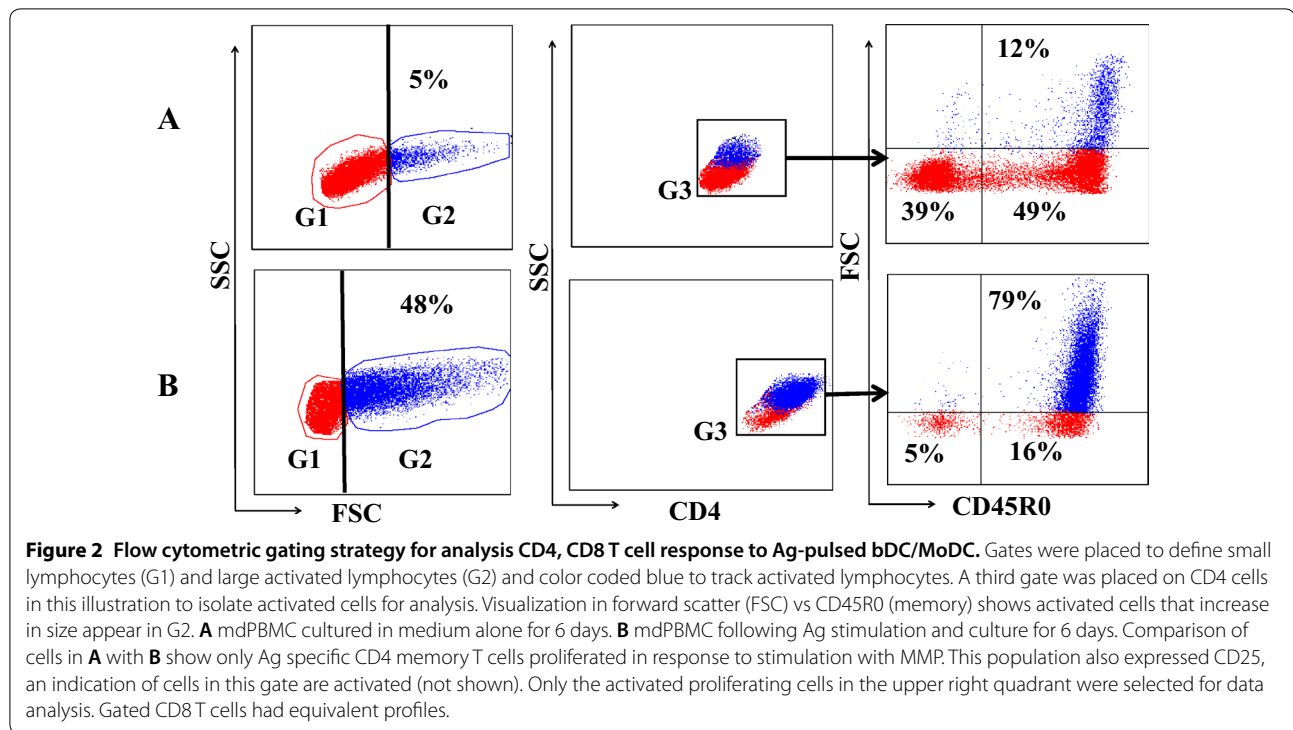 5%
12%
A
SSC
SSC
FSC
G3
G1
G2
39%
49%
48%
79%
B
G3
G1
G2
5%
16%
FSC
CD4
CD45R0
Figure 2 Flow cytometric gating strategy for analysis CD4, CD8 T cell response to Ag-pulsed bDC/MoDC. Gates were placed to define small
lymphocytes (G1) and large activated lymphocytes (G2) and color coded blue to track activated lymphocytes. A third gate was placed on CD4 cells
in this illustration to isolate activated cells for analysis. Visualization in forward scatter (FSC) vs CD45R0 (memory) shows activated cells that increase
in size appear in G2. A mdPBMC cultured in medium alone for 6 days. B mdPBMC following Ag stimulation and culture for 6 days. Comparison of
cells in A with B show only Ag specific CD4 memory T cells proliferated in response to stimulation with MMP. This population also expressed CD25,
an indication of cells in this gate are activated (not shown). Only the activated proliferating cells in the upper right quadrant were selected for data
analysis. Gated CD8 T cells had equivalent profiles.